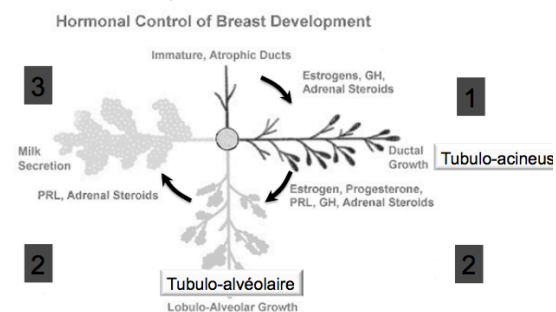 Hormonal Control of Breast Development
Immature, Atrophic Ducts
3
Estrogens, GH,
Adrenal Steroids
1
Milk
Secretion
Ductal
Growth
Tubulo-acineus
PRL, Adrenal Steroids
Estrogen, Progesterone,
PRL, GH, Adrenal Steroids
2
2
Tubulo-alvéolaire
Lobulo-Alveolar Growth